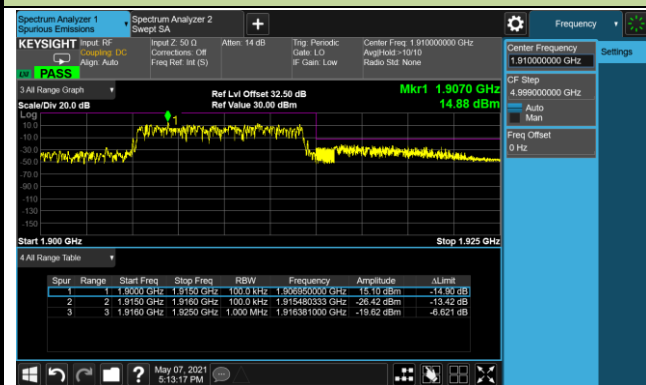 Spectrum Analyzer 1
Spurious Emissions
Spectrum Analyzer 2
Swept SA
+
Frequency
KEYSIGHT
Input: RF
Coupling: DC
Align: Auto
Input Z: 50 Ω
Corrections: Off
Freq Ref: Int (S)
Atten: 14 dB
Trig: Periodic
Gate: LO
IF Gain: Low
Center Freq: 1.910000000 GHz
Avg|Hold:>10/10
Radio Std: None
PASS
Center Frequency
1.910000000 GHz
Settings
CF Step
4.999000000 GHz
Auto
Man
Freq Offset
0 Hz
3 All Range Graph
Scale/Div 20.0 dB
Ref Lvl Offset 32.50 dB
Ref Value 30.00 dBm
Mkr1 1.9070 GHz
14.88 dBm
Log
10.0
-10.0
-30.0
-50.0
-70.0
-90.0
-110
-130
-150
1
Start 1.900 GHz
Stop 1.925 GHz
4 All Range Table
Spur Range Start Freq Stop Freq RBW Frequency Amplitude ΔLimit
1 1 1.9000 GHz 1.9150 GHz 100.0 kHz 1.906950000 GHz 15.10 dBm -14.90 dB
2 2 1.9150 GHz 1.9160 GHz 100.0 kHz 1.915480333 GHz -26.42 dBm -13.42 dB
3 3 1.9160 GHz 1.9250 GHz 1.000 MHz 1.916381000 GHz -19.62 dBm -6.621 dB
?
May 07, 2021
5:13:17 PM